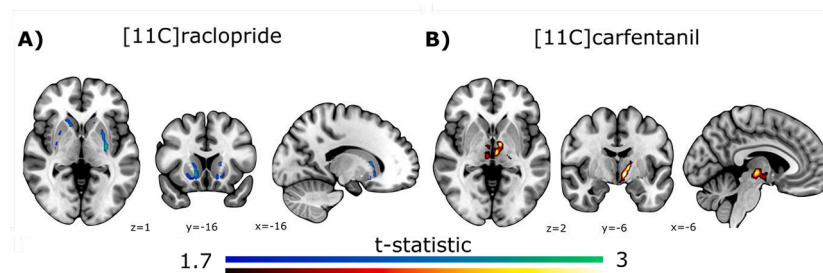 A) [11C]raclopride
B) [11C]carfentanil
z=1 y=-16 x=-16
z=2 y=-6 x=-6
t-statistic
1.7 3